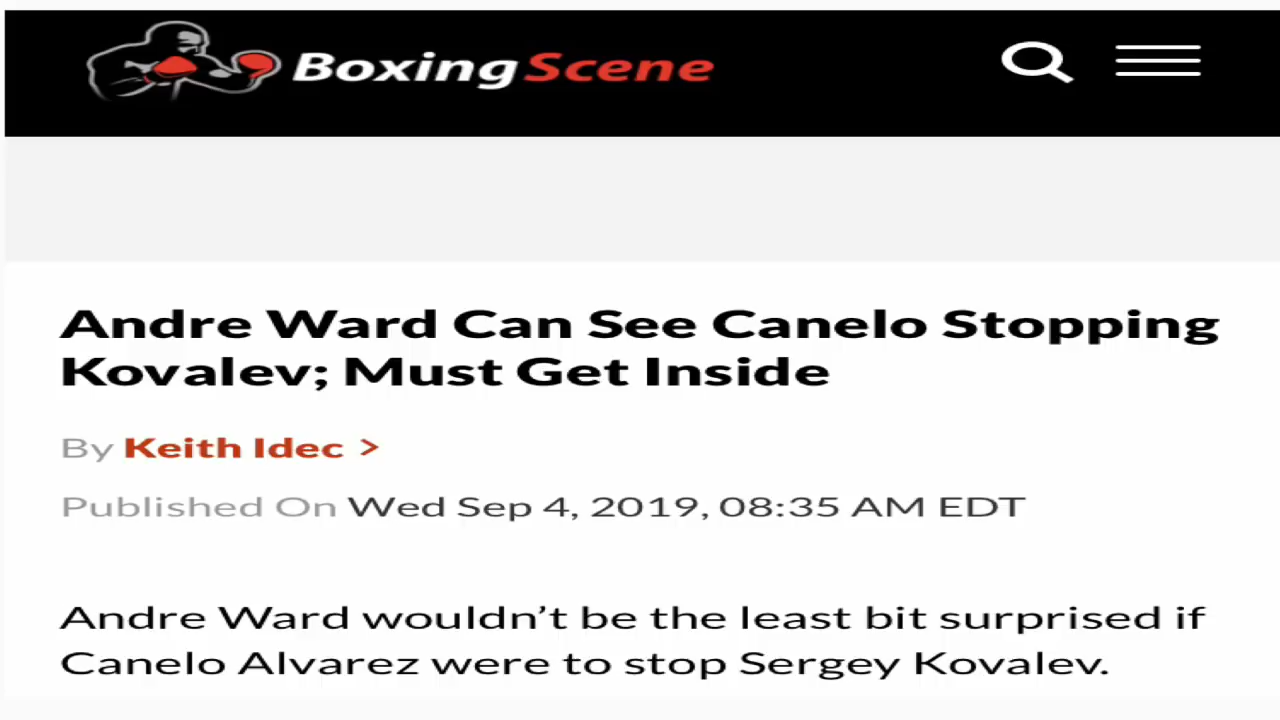 BoxingScene
Andre Ward Can See Canelo Stopping
Kovalev; Must Get Inside
By Keith Idec >
Published On Wed Sep 4, 2019, 08:35 AM EDT
Andre Ward wouldn’t be the least bit surprised if
Canelo Alvarez were to stop Sergey Kovalev.